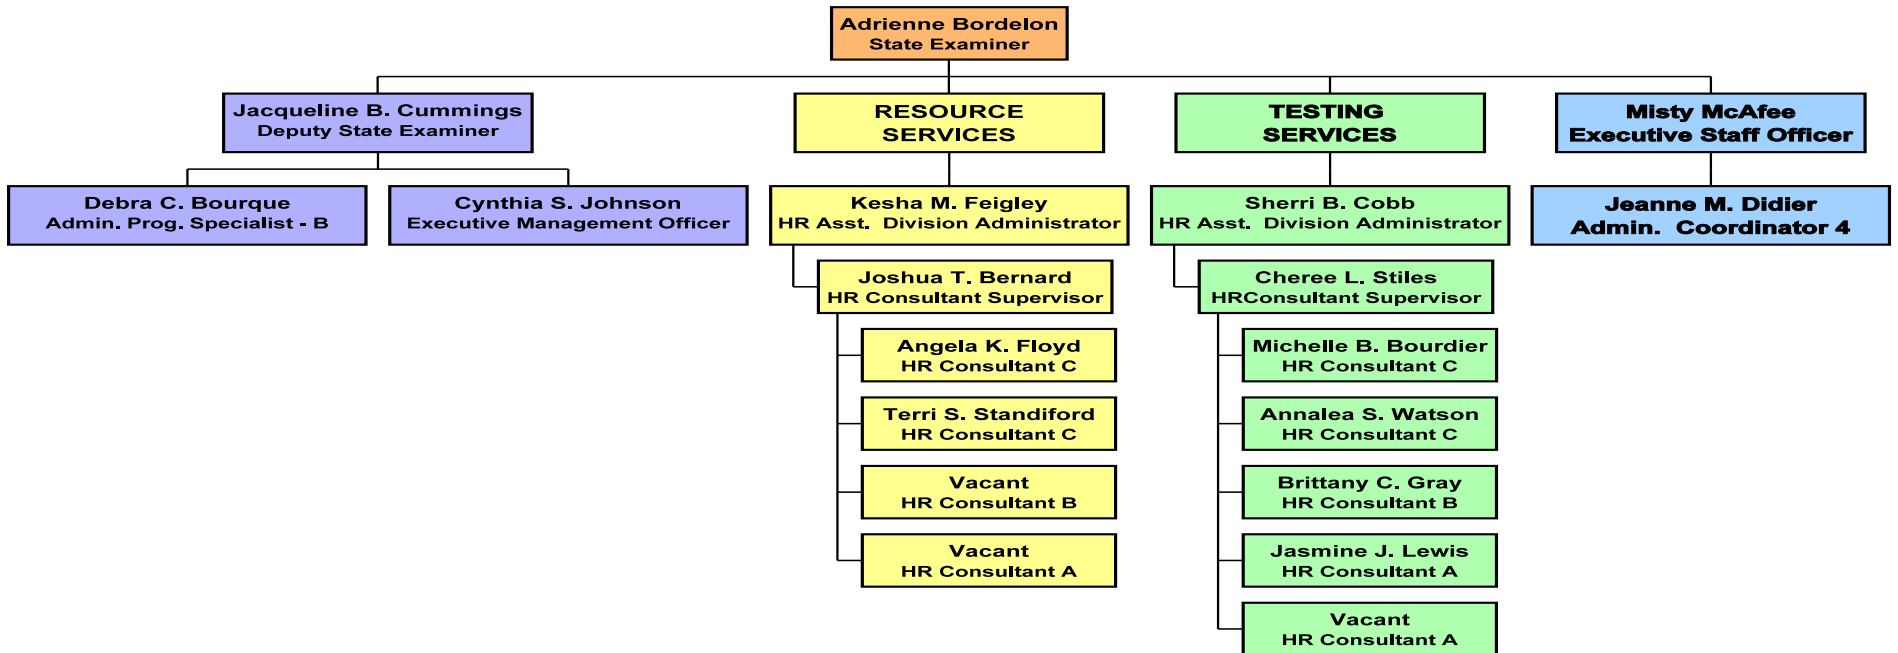 Adrienne Bordelon
State Examiner
Jacqueline B. Cummings
Deputy State Examiner
RESOURCE
SERVICES
TESTING
SERVICES
Misty McAfee
Executive Staff Officer
Debra C. Bourque
Admin. Prog. Specialist - B
Cynthia S. Johnson
Executive Management Officer
Kesha M. Feigley
HR Asst.  Division Administrator
Sherri B. Cobb
HR Asst.  Division Administrator
Jeanne M. Didier
Admin.  Coordinator 4
Joshua T. Bernard
HR Consultant Supervisor
Cheree L. Stiles
HRConsultant Supervisor
Angela K. Floyd
HR Consultant C
Michelle B. Bourdier
HR Consultant C
Terri S. Standiford
HR Consultant C
Annalea S. Watson
HR Consultant C
Vacant
HR Consultant B
Brittany C. Gray
HR Consultant B
Vacant
HR Consultant A
Jasmine J. Lewis
HR Consultant A
Vacant
HR Consultant A